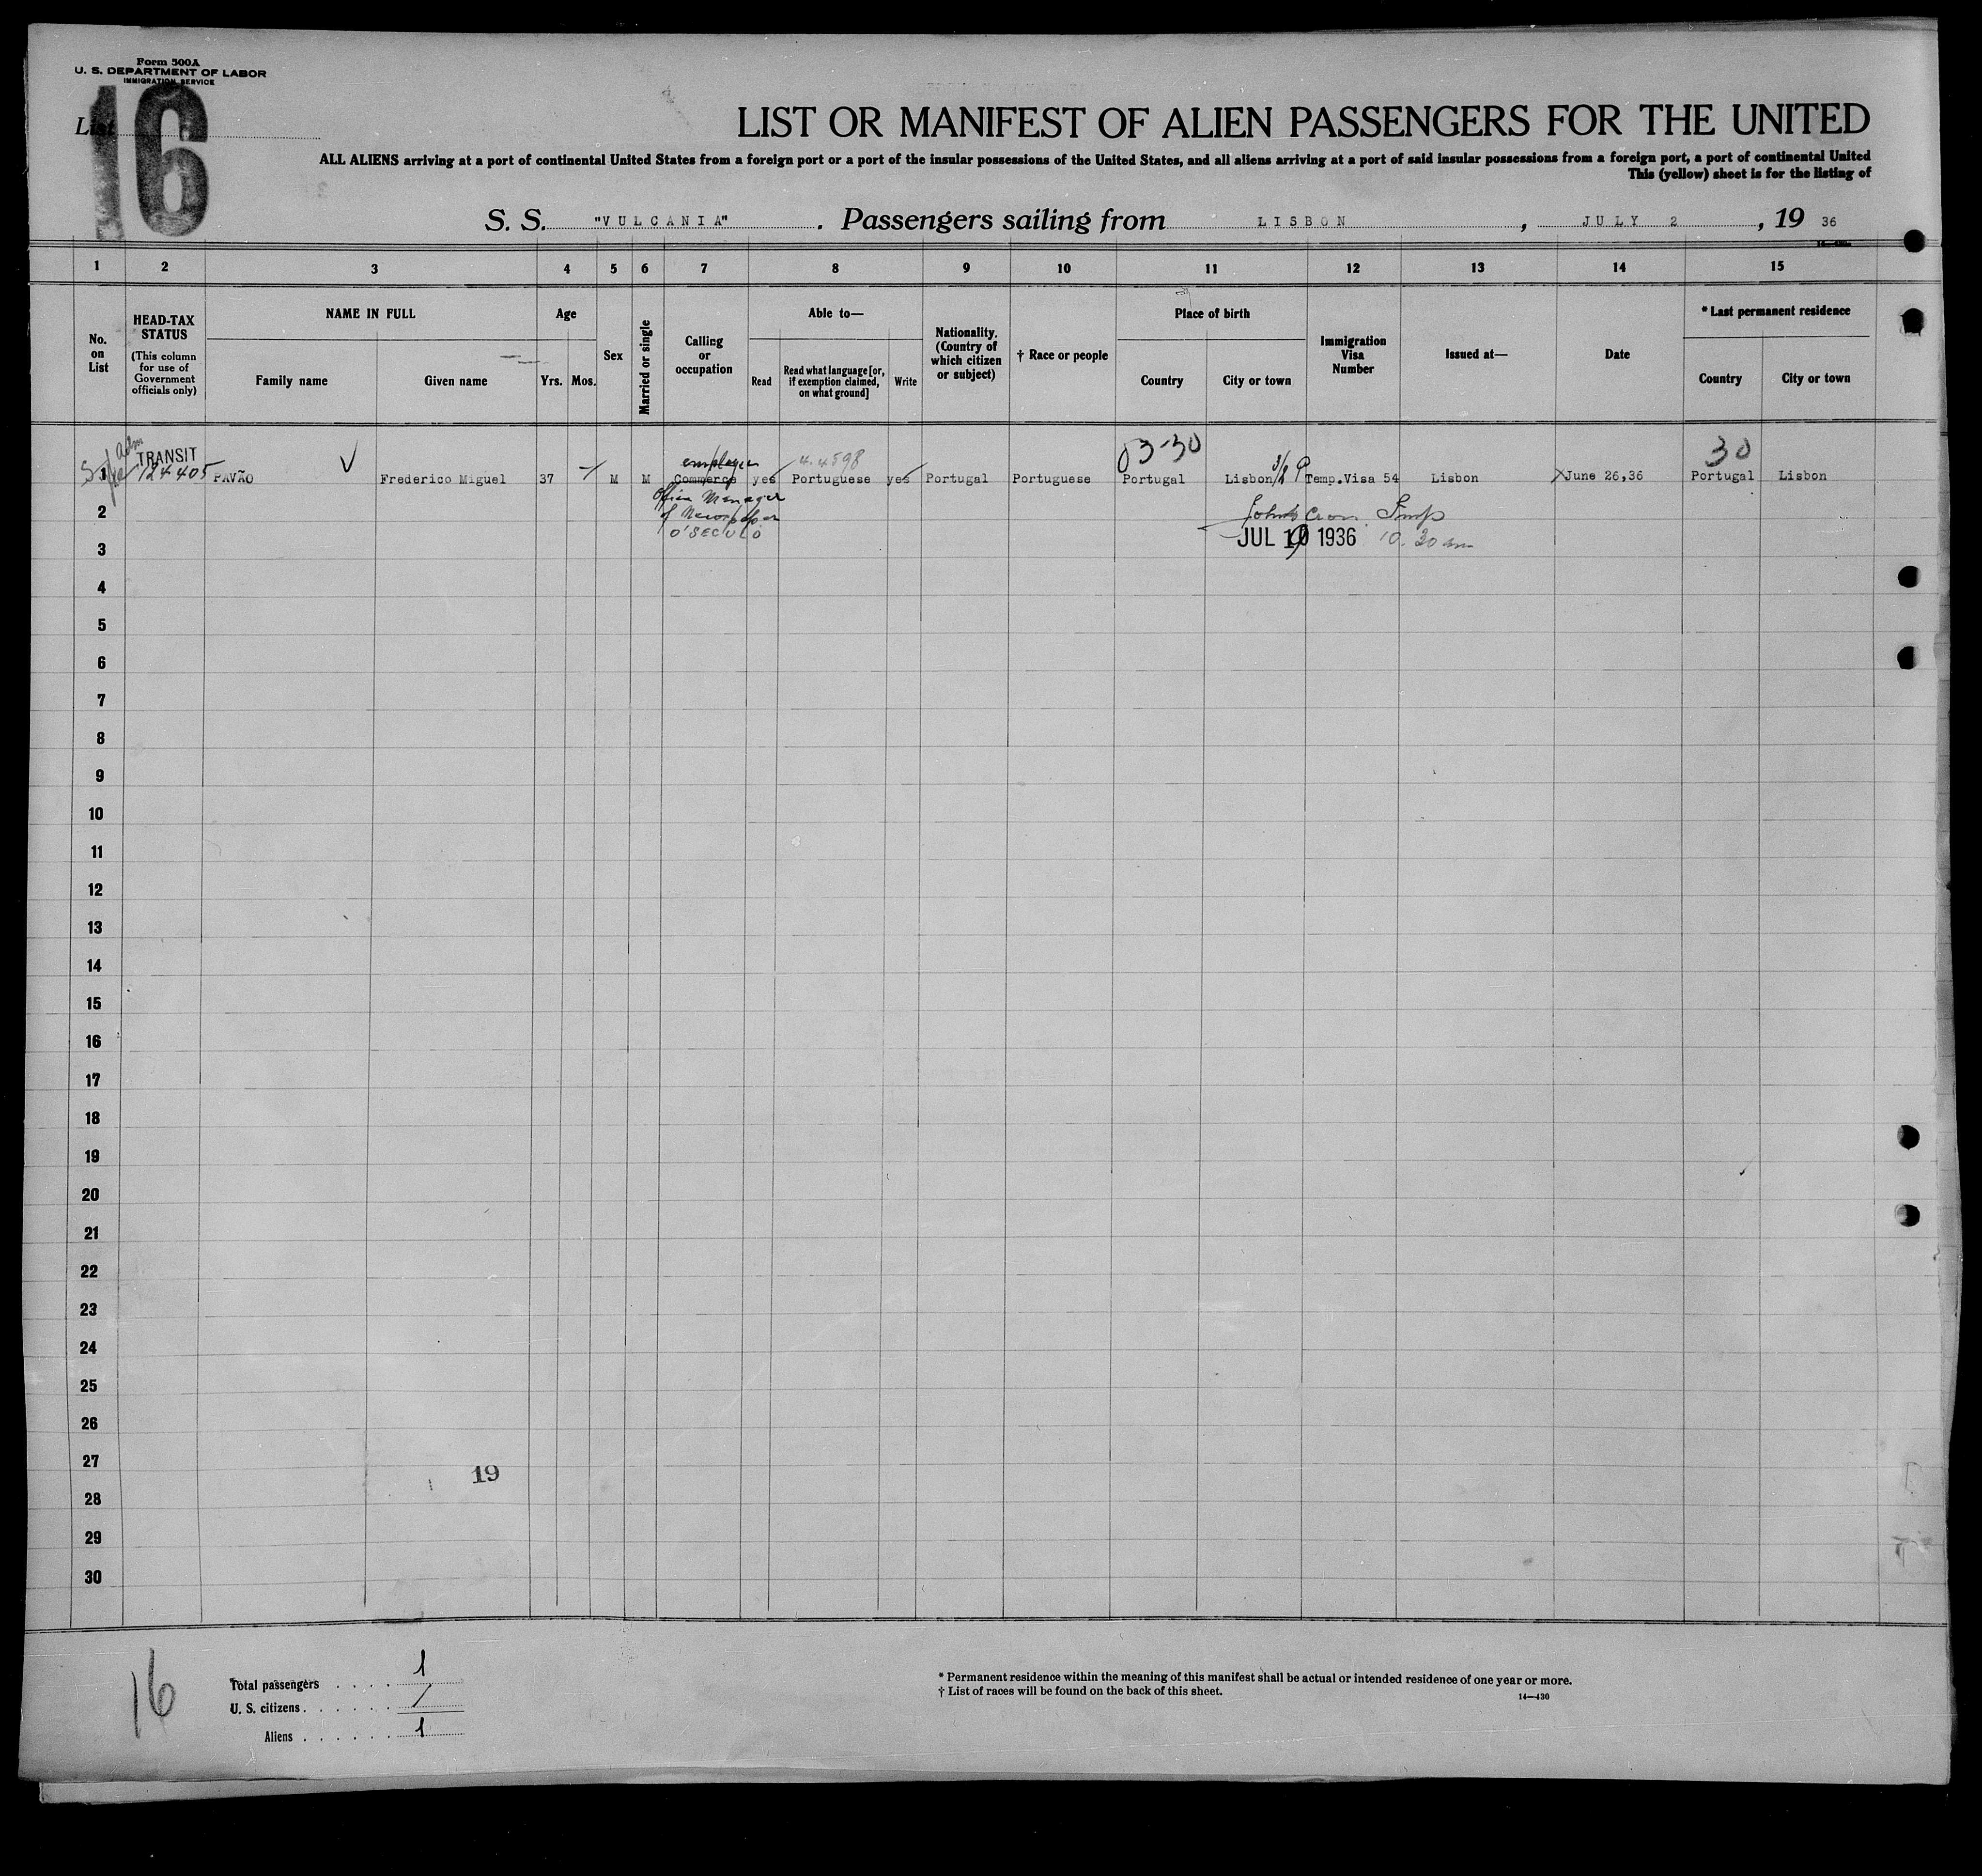 Form 500A
U. S. DEPARTMENT OF LABOR
IMMIGRATION SERVICE
List
16
LIST OR MANIFEST OF ALIEN PASSENGERS FOR THE UNITED
ALL ALIENS arriving at a port of continental United States from a foreign port or a port of the insular possessions of the United States, and all aliens arriving at a port of said insular possessions from a foreign port, a port of continental United
This (yellow) sheet is for the listing of
S. S. "VULCANIA". Passengers sailing from LISBON, JULY 2, 19 36
1 2 3 4 5 6 7 8 9 10 11 12 13 14 15
No. on List
HEAD-TAX STATUS
(This column for use of Government officials only)
NAME IN FULL
Family name
Given name
Age
Yrs. Mos.
Sex
Married or single
Calling or occupation
Able to—
Read
Read what language [or, if exemption claimed, on what ground]
Write
Nationality. (Country of which citizen or subject)
† Race or people
Place of birth
Country
City or town
Immigration Visa Number
Issued at—
Date
* Last permanent residence
Country
City or town
Adm
TRANSIT
124405
03-30
30
employee
4.4598
1 PAVÃO Frederico Miguel 37 M M Commerce yes Portuguese yes Portugal Portuguese Portugal Lisbon Temp.Visa 54 Lisbon June 26,36 Portugal Lisbon
Office Manager
of Newspaper
O'SECULO
JUL 1936 10.30 am
2
3
4
5
6
7
8
9
10
11
12
13
14
15
16
17
18
19
20
21
22
23
24
25
26
27
19
28
29
30
16
Total passengers . . . . 1
U. S. citizens . . . . . . /
Aliens . . . . . . 1
* Permanent residence within the meaning of this manifest shall be actual or intended residence of one year or more.
† List of races will be found on the back of this sheet.
14—430